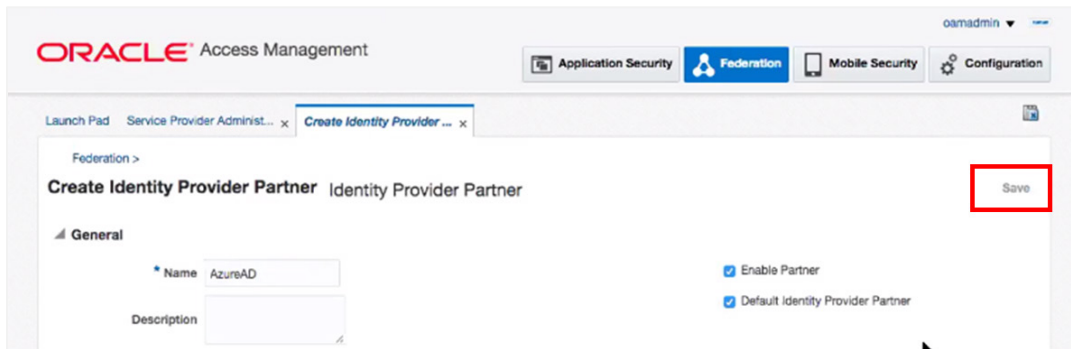 oamadmin
ORACLE Access Management
Application Security
Federation
Mobile Security
Configuration
Launch Pad
Service Provider Administ... x
Create Identity Provider ... x
Federation >
Create Identity Provider Partner Identity Provider Partner
Save
General
* Name AzureAD
Enable Partner
Default Identity Provider Partner
Description